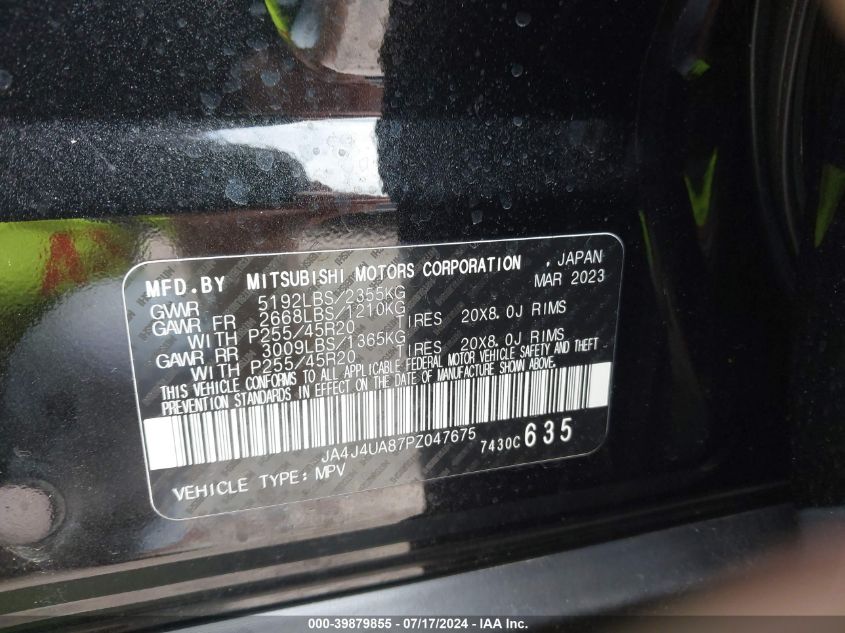 MFD.BY MITSUBISHI MOTORS CORPORATION , JAPAN
MAR 2023
GVWR 5192LBS/2355KG
GAWR FR 2668LBS/1210KG
WITH P255/45R20 TIRES 20X8.0J RIMS
GAWR RR 3009LBS/1365KG
WITH P255/45R20 TIRES 20X8.0J RIMS
THIS VEHICLE CONFORMS TO ALL APPLICABLE FEDERAL MOTOR VEHICLE SAFETY AND THEFT
PREVENTION STANDARDS IN EFFECT ON THE DATE OF MANUFACTURE SHOWN ABOVE.
JA4J4UA87PZ047675 7430C 635
VEHICLE TYPE: MPV
000-39879855 - 07/17/2024 - IAAI.COM